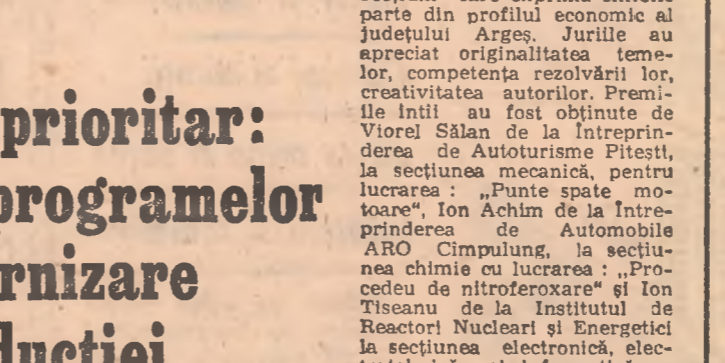 prioritar:
programelor
rnizare
ducției
parte din profilul economic al
județului Argeș. Juriile au
apreciat originalitatea teme-
lor, competența rezolvării lor,
creativitatea autorilor. Premi-
ile întîi au fost obținute de
Viorel Sălan de la Întreprin-
derea de Autoturisme Pitești,
la secțiunea mecanică, pentru
lucrarea : „Punte spate mo-
toare“, Ion Achim de la Între-
prinderea de Automobile
ARO Cîmpulung, la secțiu-
nea chimie cu lucrarea : „Pro-
cedeu de nitroferoxare“ și Ion
Tiseanu de la Institutul de
Reactori Nucleari și Energetici
la secțiunea electronică, elec-